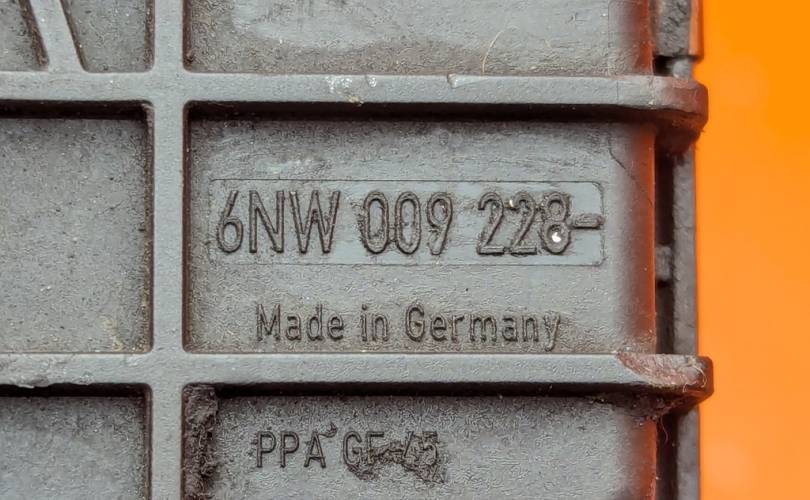 6NW 009 228-
Made in Germany
PPA GF-45